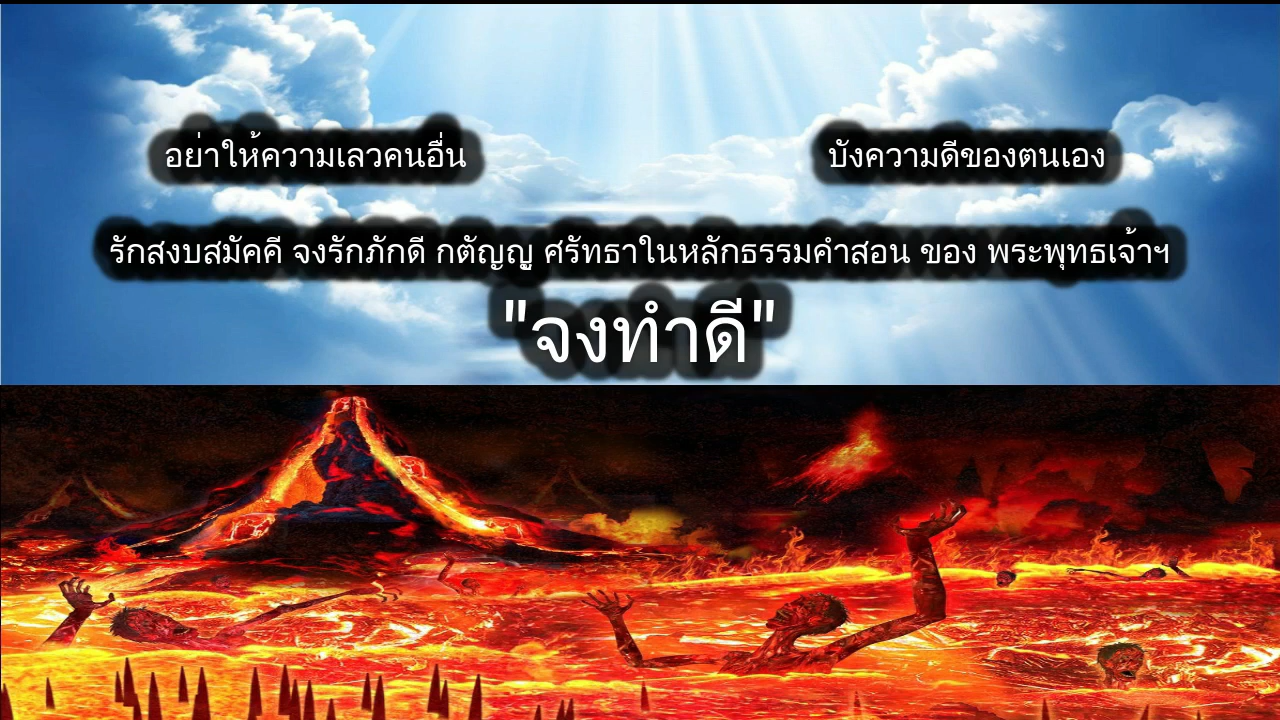 อย่าให้ความเลวคนอื่น บังความดีของตนเอง
รักสงบสมัคคี จงรักภักดี กตัญญู ศรัทธาในหลักธรรมคำสอน ของ พระพุทธเจ้าฯ
"จงทำดี"